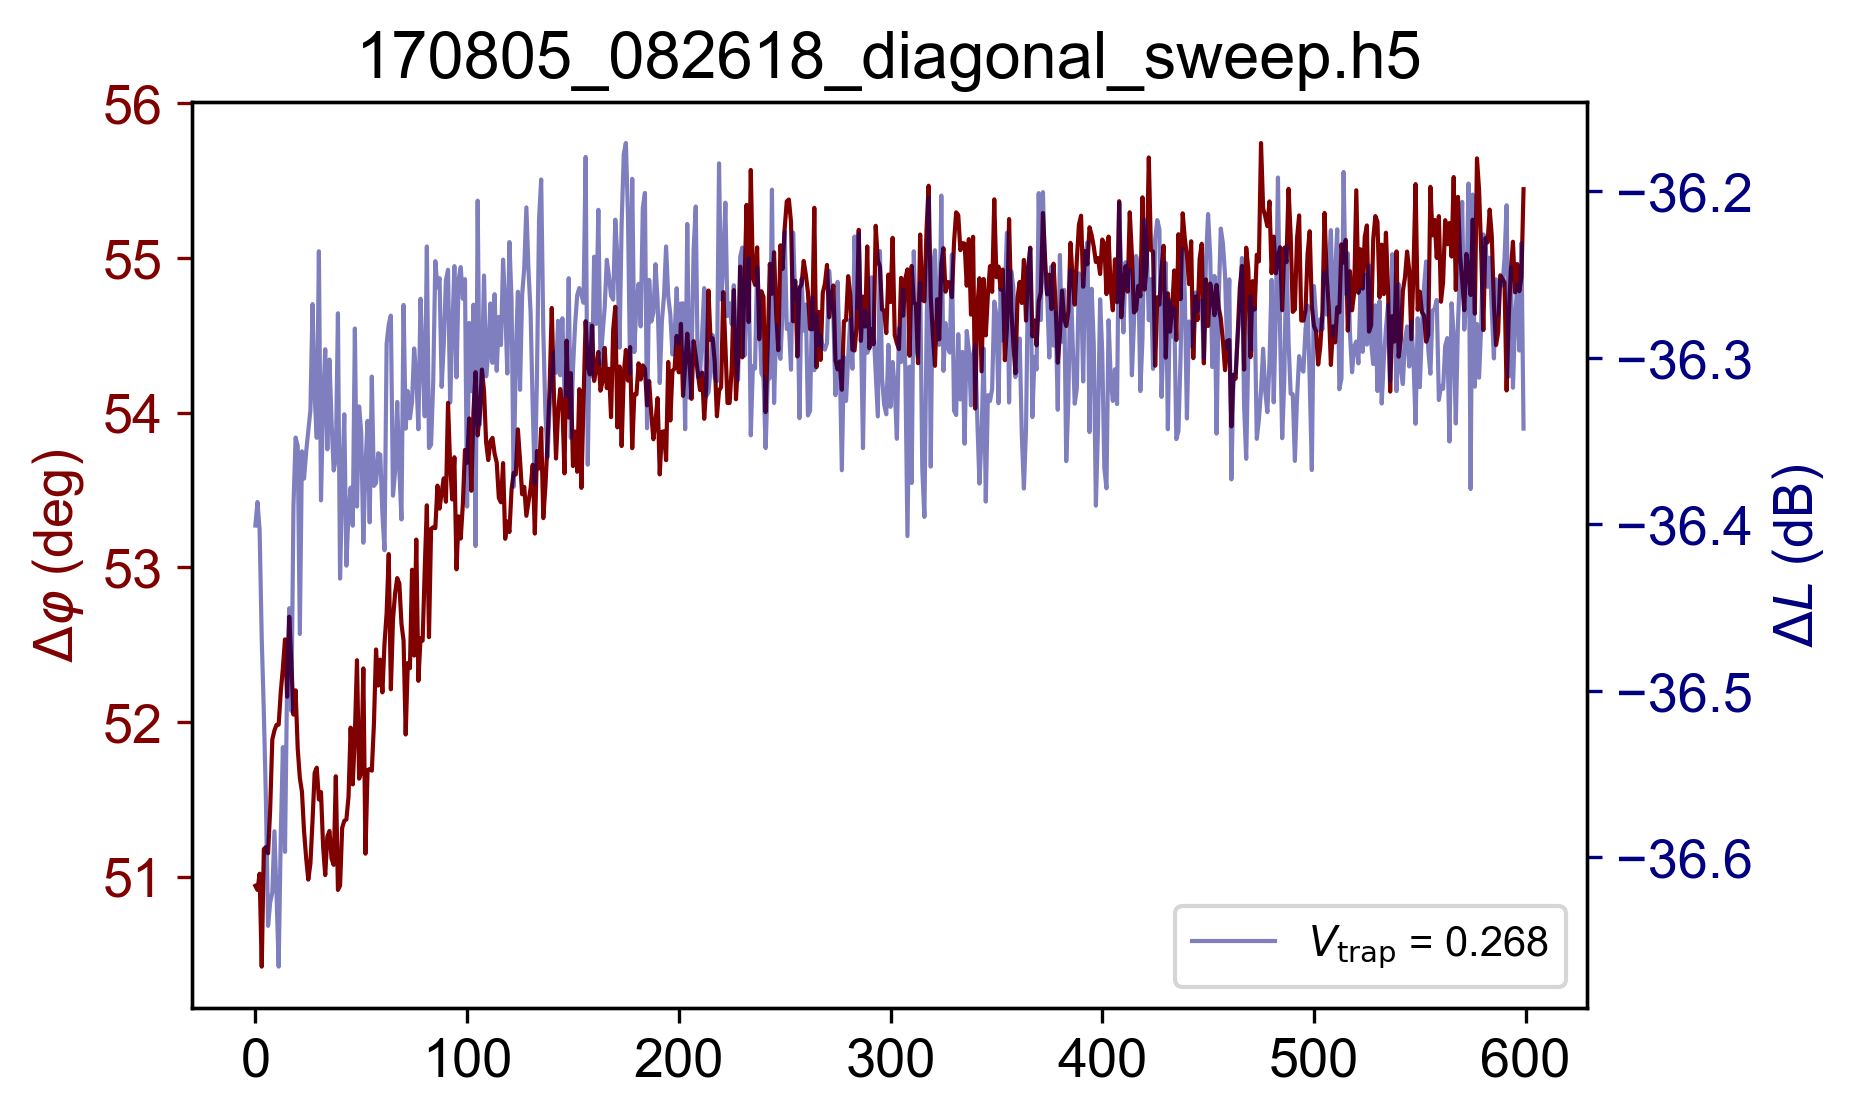 170805_082618_diagonal_sweep.h5
56
55
54
53
52
51
Δφ (deg)
−36.2
−36.3
−36.4
−36.5
−36.6
ΔL (dB)
V_trap = 0.268
0 100 200 300 400 500 600